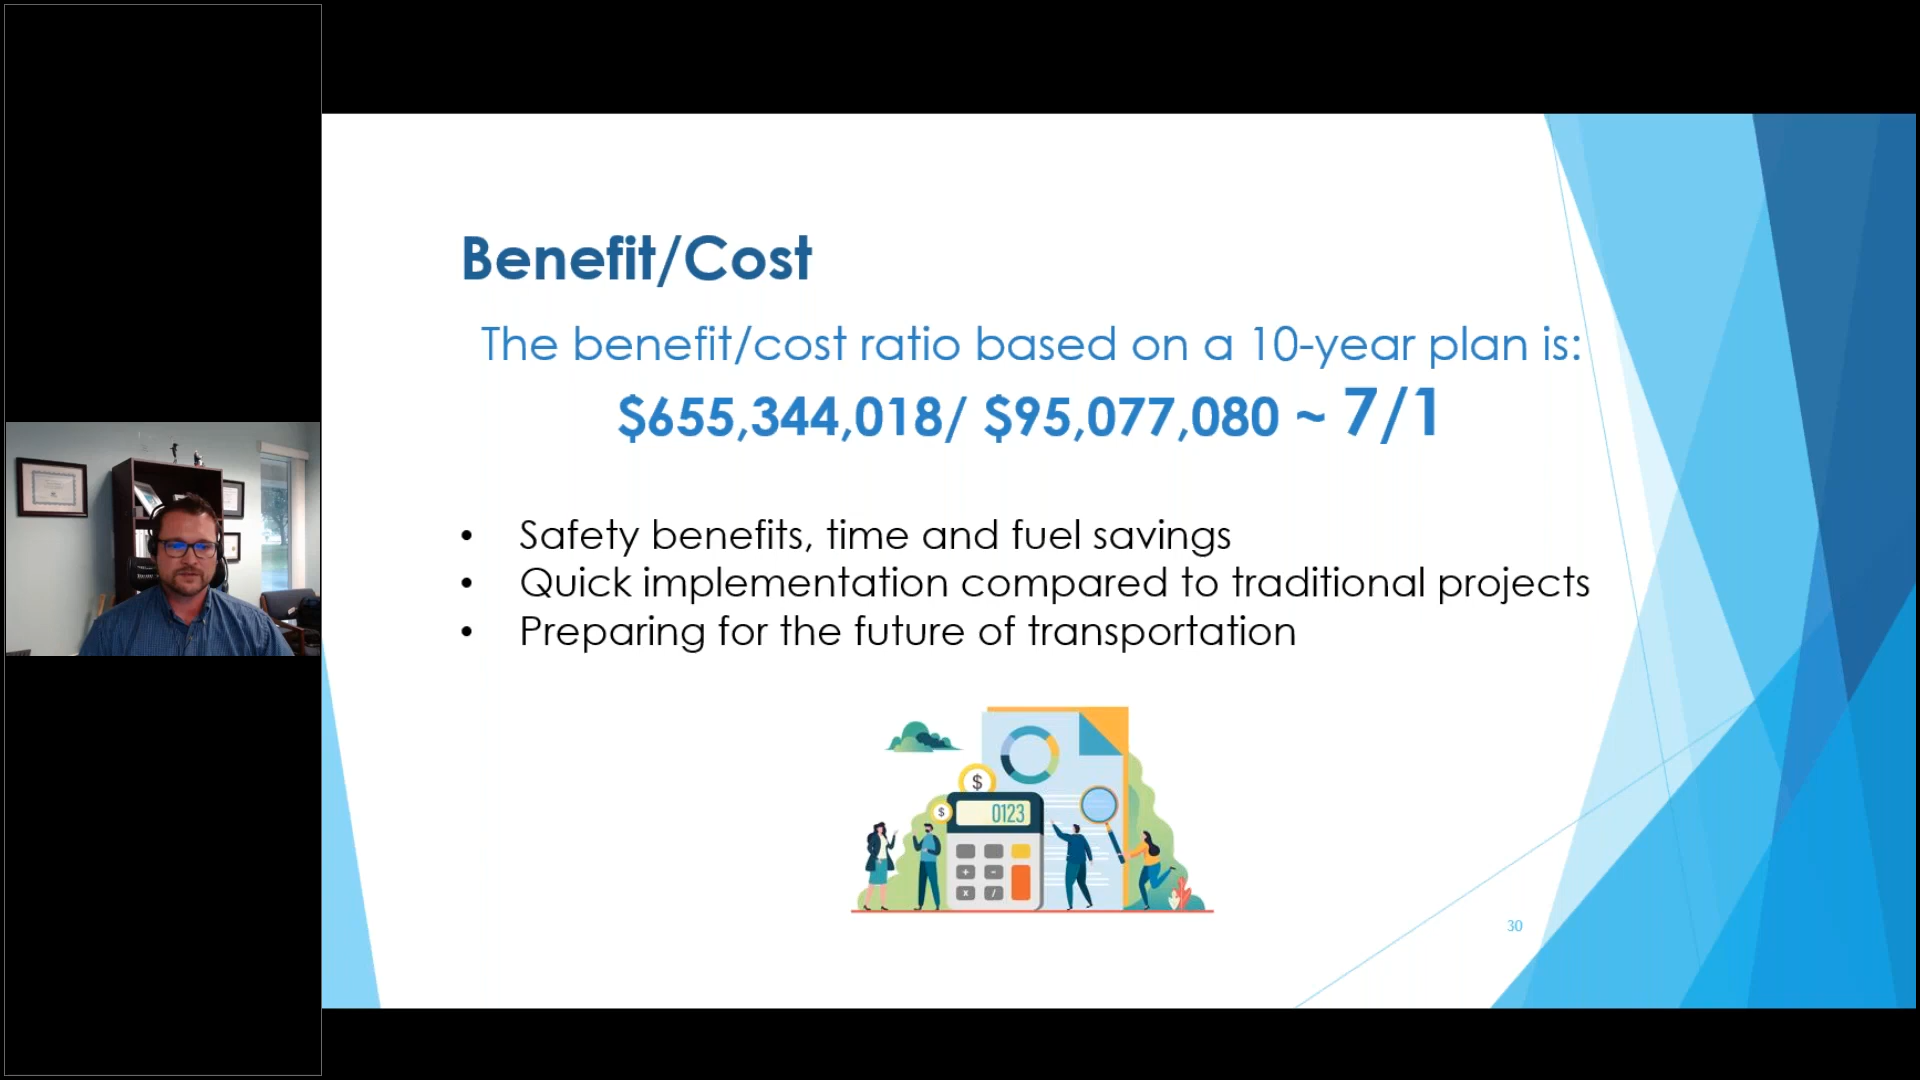 Benefit/Cost
The benefit/cost ratio based on a 10-year plan is:
$655,344,018/ $95,077,080 ~ 7/1
• Safety benefits, time and fuel savings
• Quick implementation compared to traditional projects
• Preparing for the future of transportation
$
$ 0123
+ -
x /
30